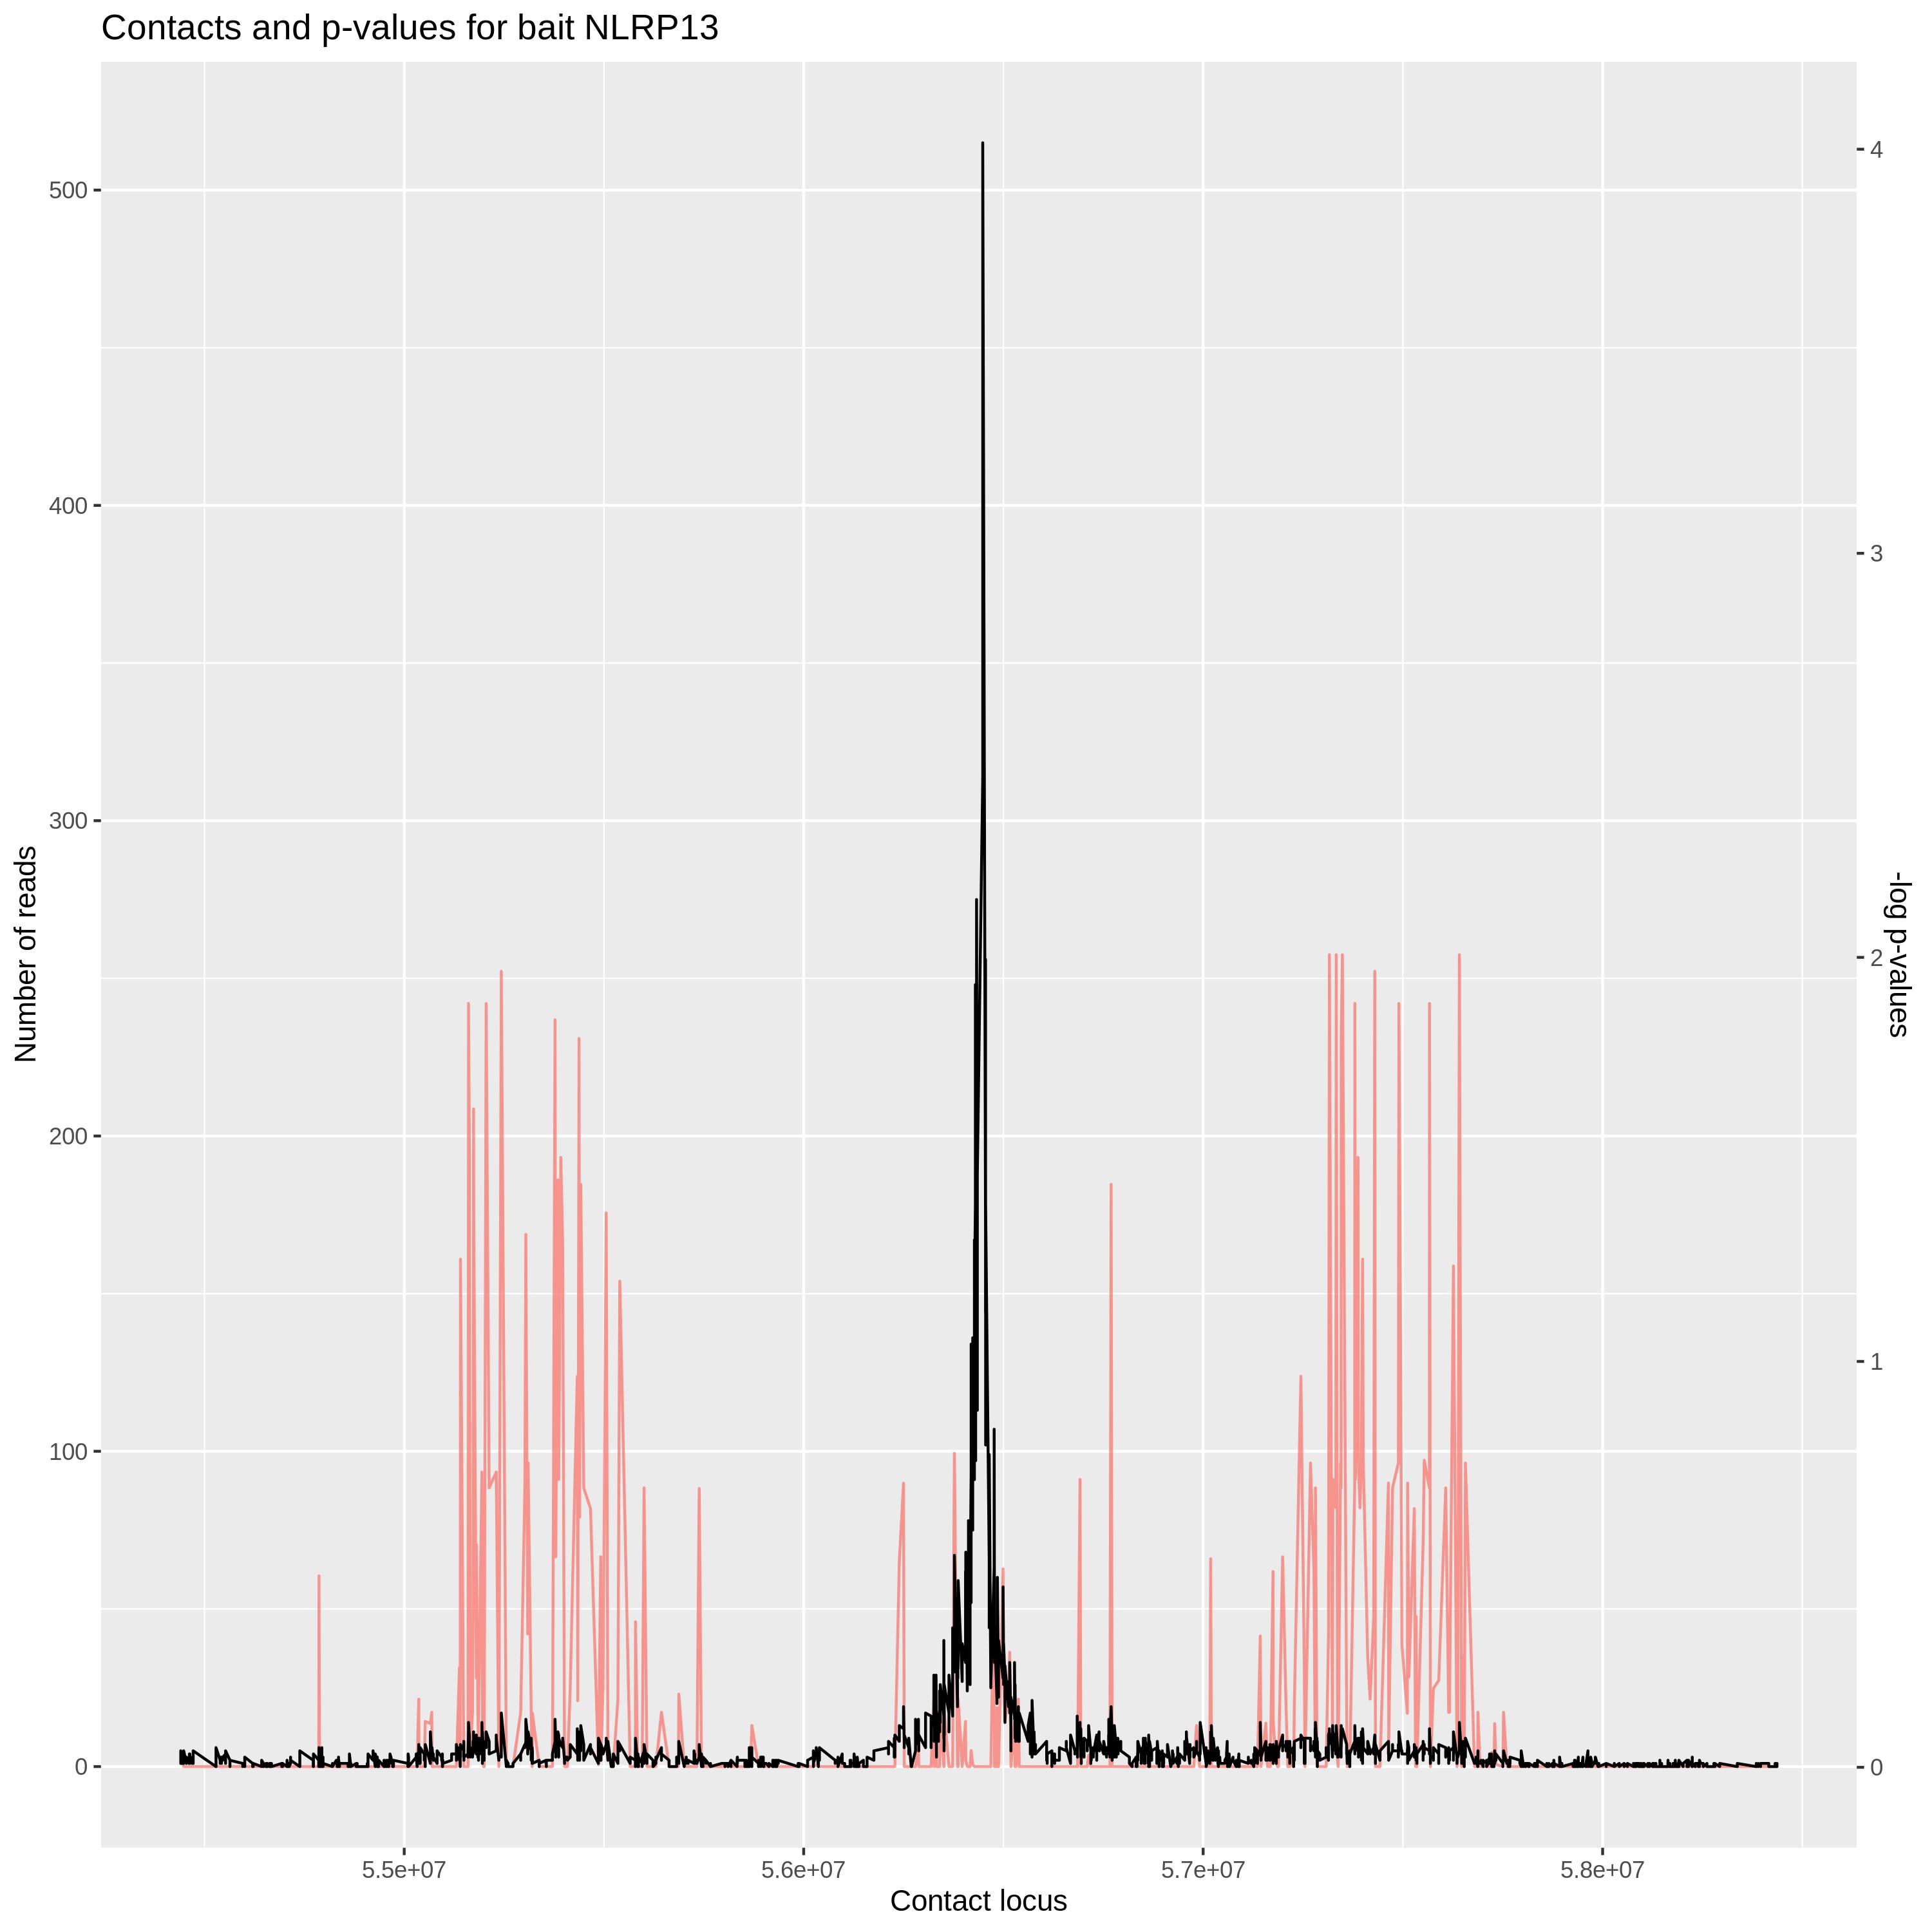 Contacts and p-values for bait NLRP13
500
400
300
200
100
0
Number of reads
4
3
2
1
0
-log p-values
5.5e+07
5.6e+07
5.7e+07
5.8e+07
Contact locus